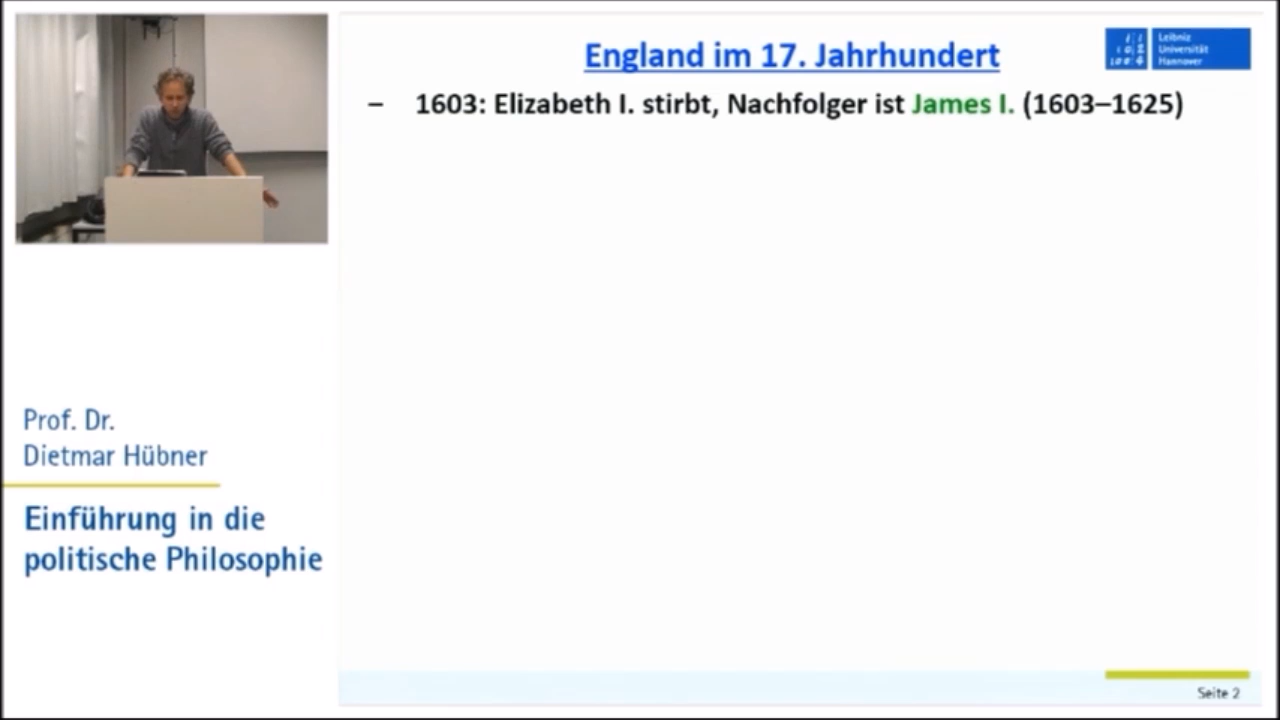 England im 17. Jahrhundert
Leibniz
Universität
Hannover
– 1603: Elizabeth I. stirbt, Nachfolger ist James I. (1603–1625)
Prof. Dr.
Dietmar Hübner
Einführung in die
politische Philosophie
Seite 2